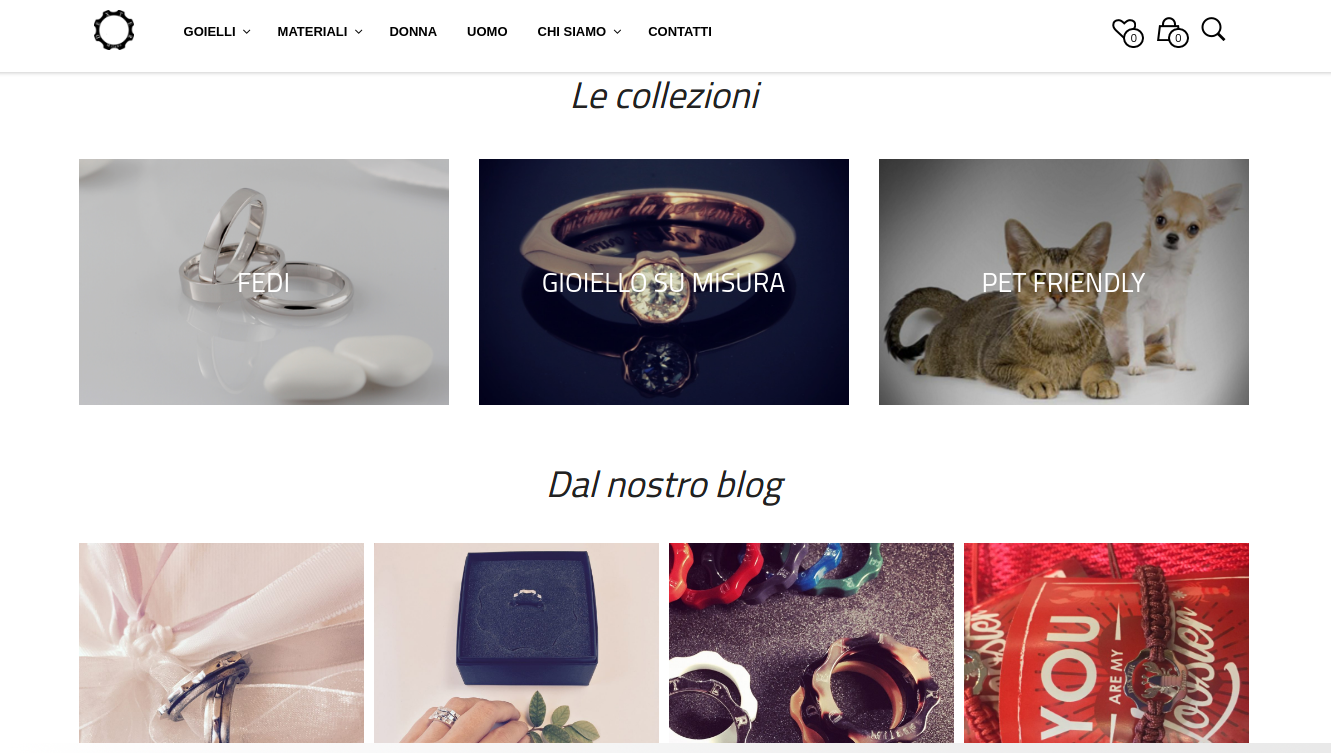 GOIELLI
MATERIALI
DONNA
UOMO
CHI SIAMO
CONTATTI
0
0
Le collezioni
FEDI
GIOIELLO SU MISURA
PET FRIENDLY
Dal nostro blog
YOU
ARE MY